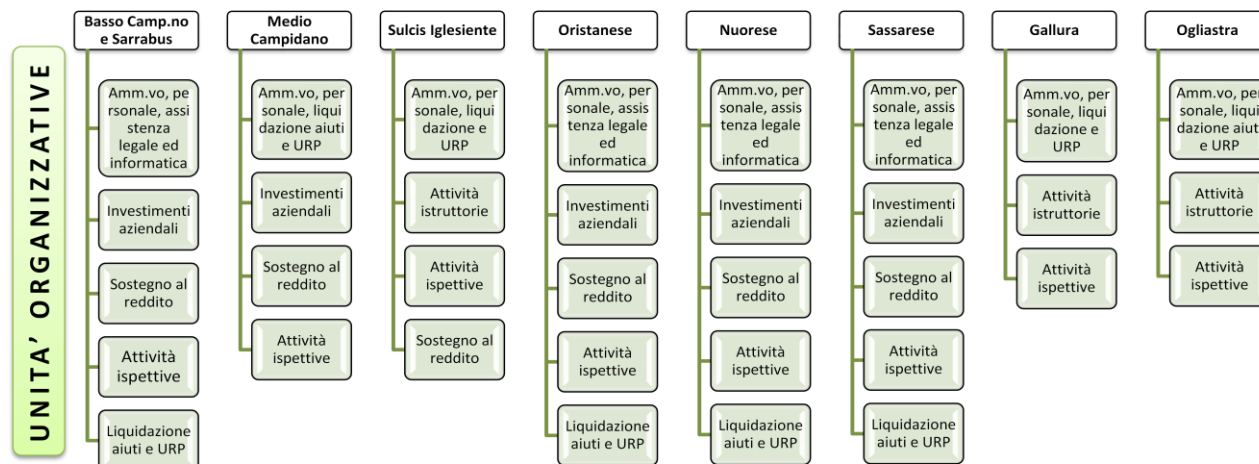 UNITA’ ORGANIZZATIVE
Basso Camp.no
e Sarrabus
Amm.vo, per
sonale, assi
stenza
legale ed
informatica
Investimenti
aziendali
Sostegno al
reddito
Attività
ispettive
Liquidazione
aiuti e URP
Medio
Campidano
Amm.vo, per
sonale, liqui
dazione aiuti
e URP
Investimenti
aziendali
Sostegno al
reddito
Attività
ispettive
Sulcis Iglesiente
Amm.vo, per
sonale, liqui
dazione e
URP
Attività
istruttorie
Attività
ispettive
Sostegno al
reddito
Oristanese
Amm.vo, per
sonale, assis
tenza legale
ed
informatica
Investimenti
aziendali
Sostegno al
reddito
Attività
ispettive
Liquidazione
aiuti e URP
Nuorese
Amm.vo, per
sonale, assis
tenza legale
ed
informatica
Investimenti
aziendali
Sostegno al
reddito
Attività
ispettive
Liquidazione
aiuti e URP
Sassarese
Amm.vo, per
sonale, assis
tenza legale
ed
informatica
Investimenti
aziendali
Sostegno al
reddito
Attività
ispettive
Liquidazione
aiuti e URP
Gallura
Amm.vo, per
sonale, liqui
dazione e
URP
Attività
istruttorie
Attività
ispettive
Ogliastra
Amm.vo, per
sonale, liqui
dazione aiuti
e URP
Attività
istruttorie
Attività
ispettive